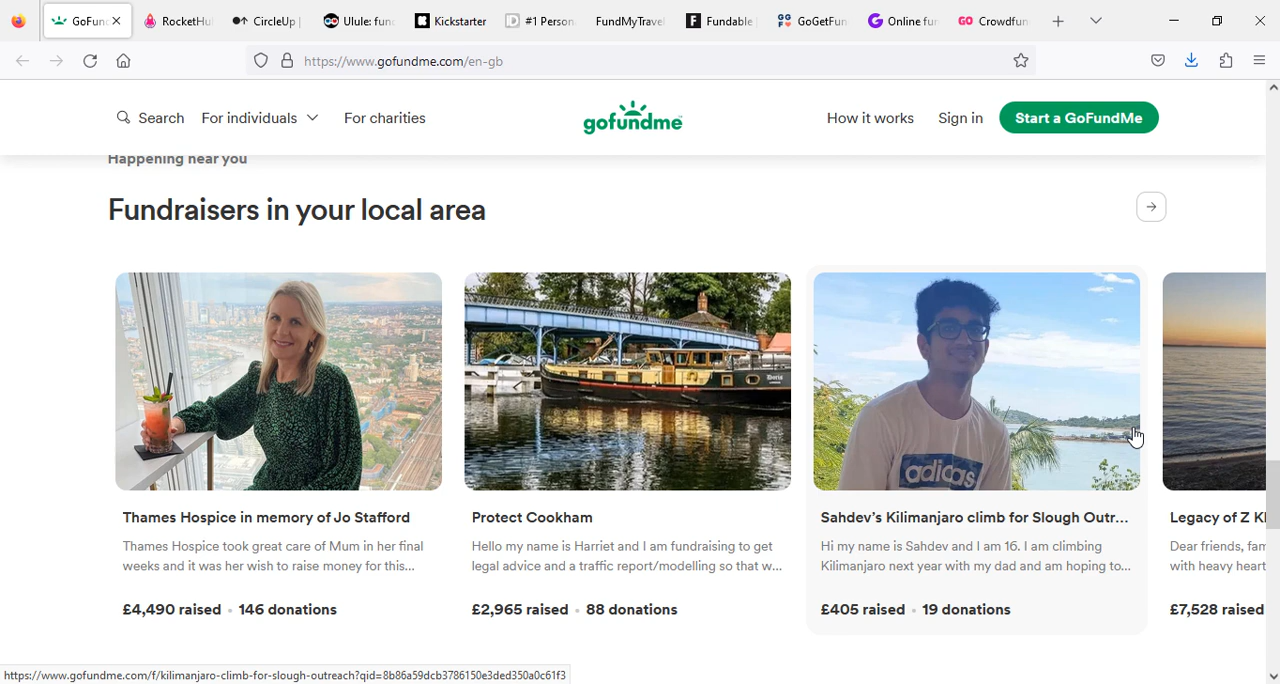 GoFunc
RocketHu
CircleUp |
Ulule: fun
Kickstarter
#1 Person
FundMyTrave
Fundable
GoGetFun
Online fun
Crowdfun
https://www.gofundme.com/en-gb
Search
For individuals
For charities
gofundme
How it works
Sign in
Start a GoFundMe
Happening near you
Fundraisers in your local area
adidas
Thames Hospice in memory of Jo Stafford
Thames Hospice took great care of Mum in her final
weeks and it was her wish to raise money for this...
£4,490 raised • 146 donations
Protect Cookham
Hello my name is Harriet and I am fundraising to get
legal advice and a traffic report/modelling so that w...
£2,965 raised • 88 donations
Sahdev’s Kilimanjaro climb for Slough Outr...
Hi my name is Sahdev and I am 16. I am climbing
Kilimanjaro next year with my dad and am hoping to...
£405 raised • 19 donations
Legacy of Z
Dear friends, fam
with heavy heart
£7,528 raised
https://www.gofundme.com/f/kilimanjaro-climb-for-slough-outreach?qid=8b86a59dcb3786150e3ded350a0c61f3